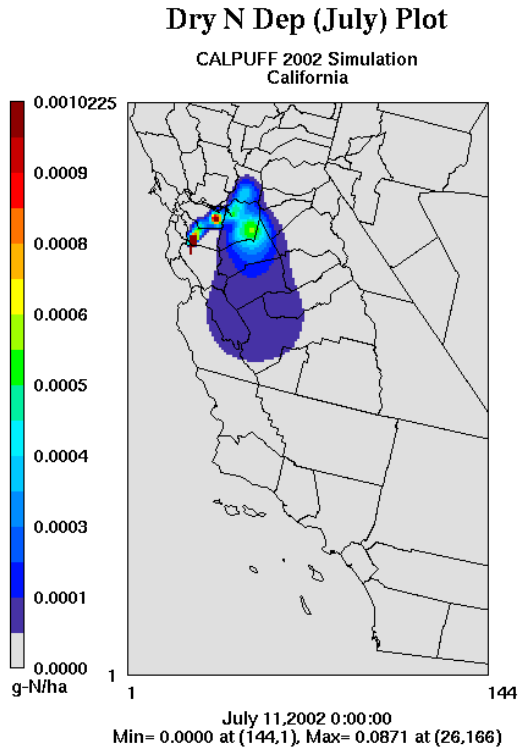 Dry N Dep (July) Plot
CALPUFF 2002 Simulation
California
0.0010
225
0.0009
0.0008
0.0006
0.0005
0.0004
0.0003
0.0001
0.0000
g-N/ha
1
1
144
July 11,2002 0:00:00
Min= 0.0000 at (144,1), Max= 0.0871 at (26,166)